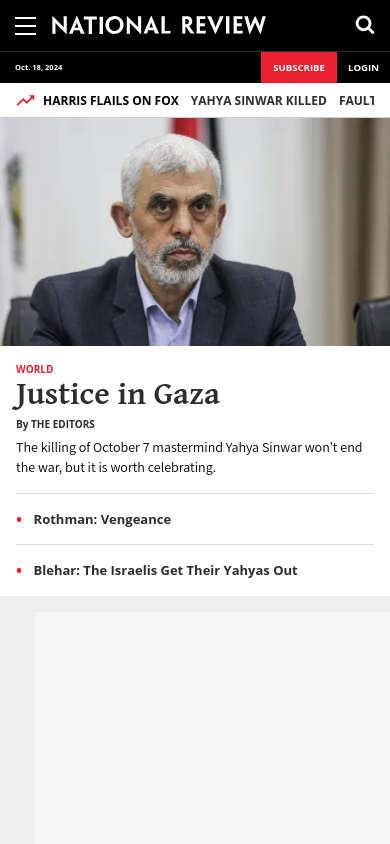 NATIONAL REVIEW
Oct. 18, 2024
SUBSCRIBE
LOGIN
HARRIS FLAILS ON FOX
YAHYA SINWAR KILLED
FAULT
WORLD
Justice in Gaza
By THE EDITORS
The killing of October 7 mastermind Yahya Sinwar won't end
the war, but it is worth celebrating.
Rothman: Vengeance
Blehar: The Israelis Get Their Yahyas Out